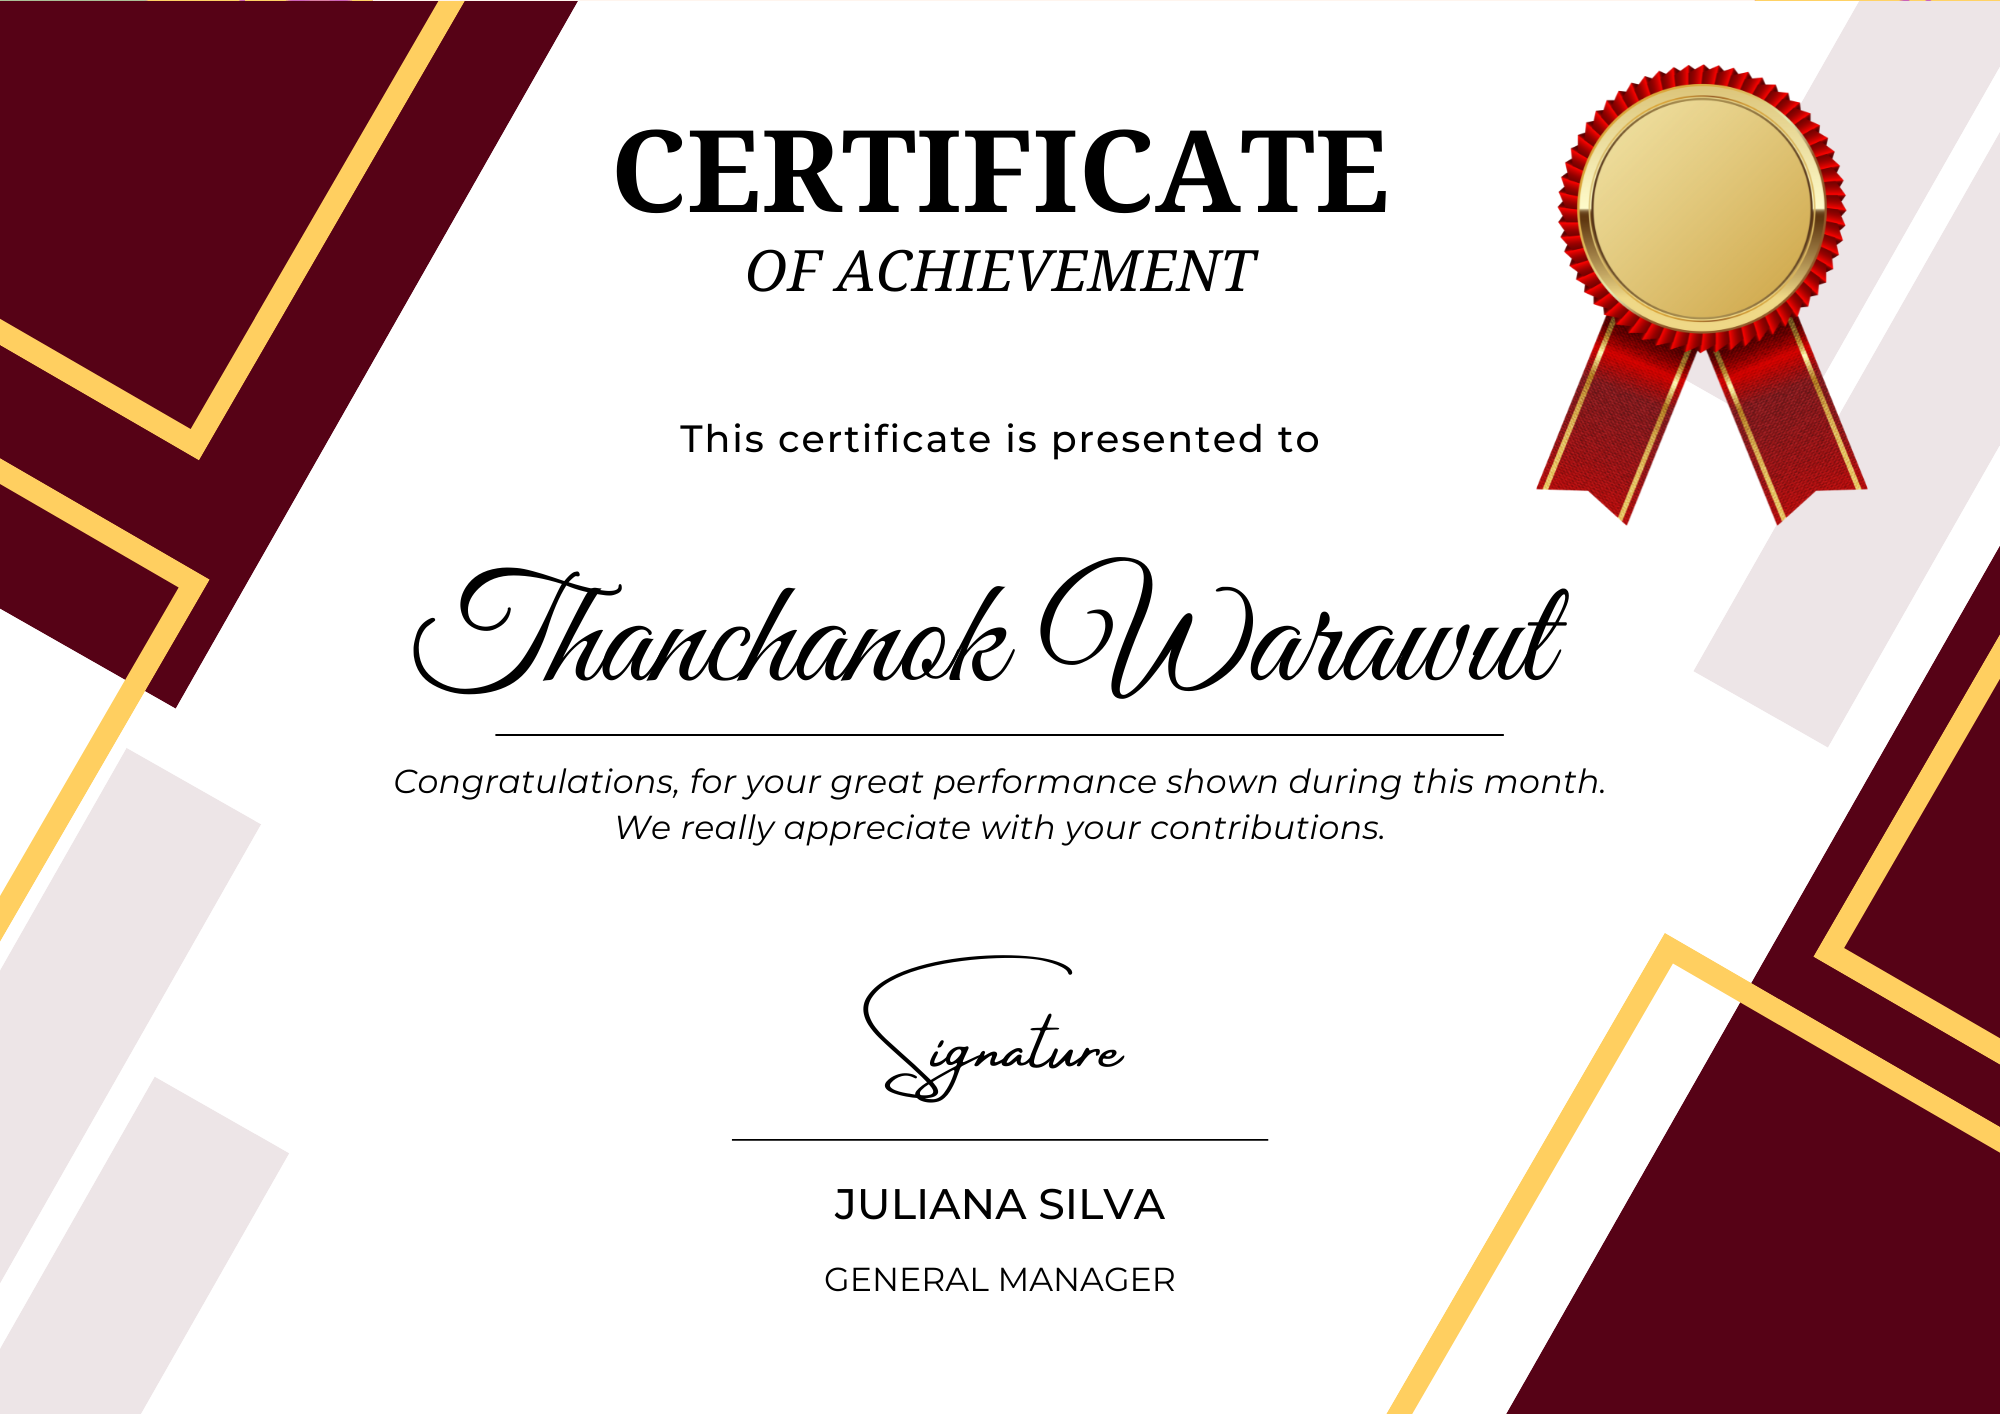 CERTIFICATE
OF ACHIEVEMENT
This certificate is presented to
Thanchanok Warawut
Congratulations, for your great performance shown during this month.
We really appreciate with your contributions.
Signature
JULIANA SILVA
GENERAL MANAGER